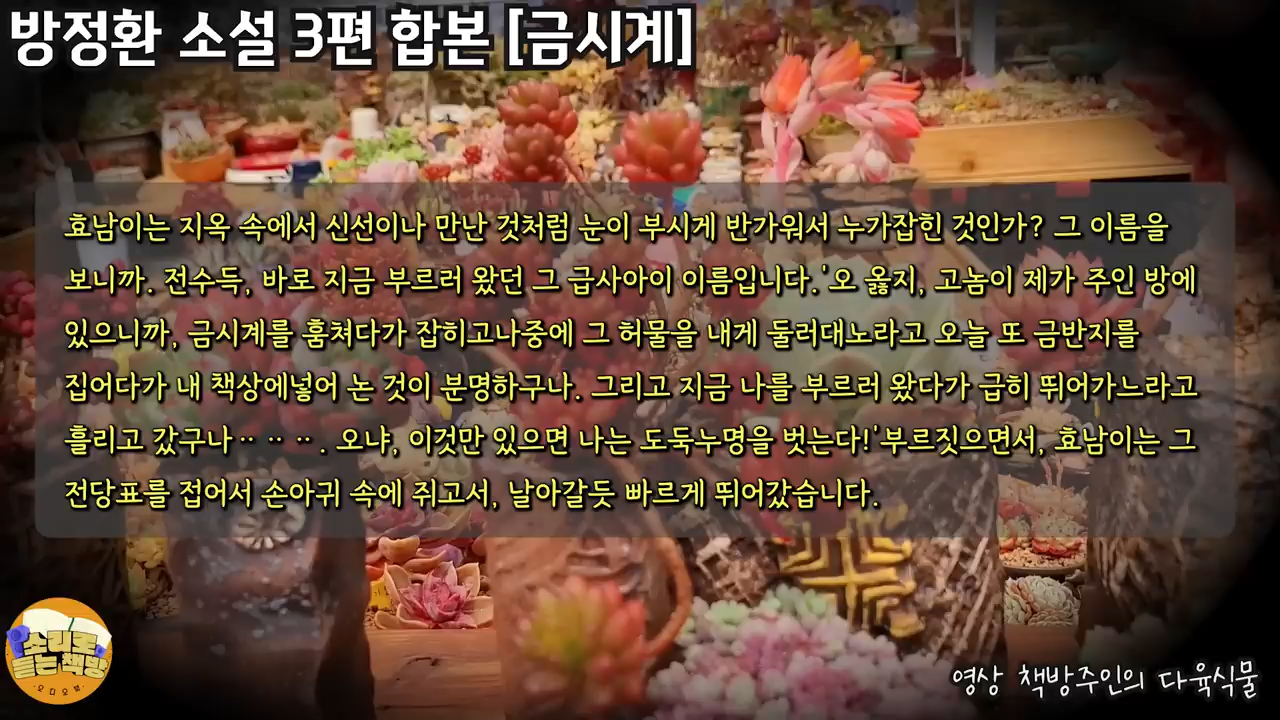 방정환 소설 3편 합본 [금시계]
효남이는 지옥 속에서 신선이나 만난 것처럼 눈이 부시게 반가워서 누가잡힌 것인가? 그 이름을
보니까. 전수득, 바로 지금 부르러 왔던 그 급사아이 이름입니다.'오 옳지, 고놈이 제가 주인 방에
있으니까, 금시계를 훔쳐다가 잡히고나중에 그 허물을 내게 둘러대노라고 오늘 또 금반지를
집어다가 내 책상에넣어 논 것이 분명하구나. 그리고 지금 나를 부르러 왔다가 급히 뛰어가느라고
흘리고 갔구나‥‥‥. 오냐, 이것만 있으면 나는 도둑누명을 벗는다!'부르짖으면서, 효남이는 그
전당표를 접어서 손아귀 속에 쥐고서, 날아갈듯 빠르게 뛰어갔습니다.
소리로
듣는 책방
·오디오북·
영상 책방주인의 다육식물